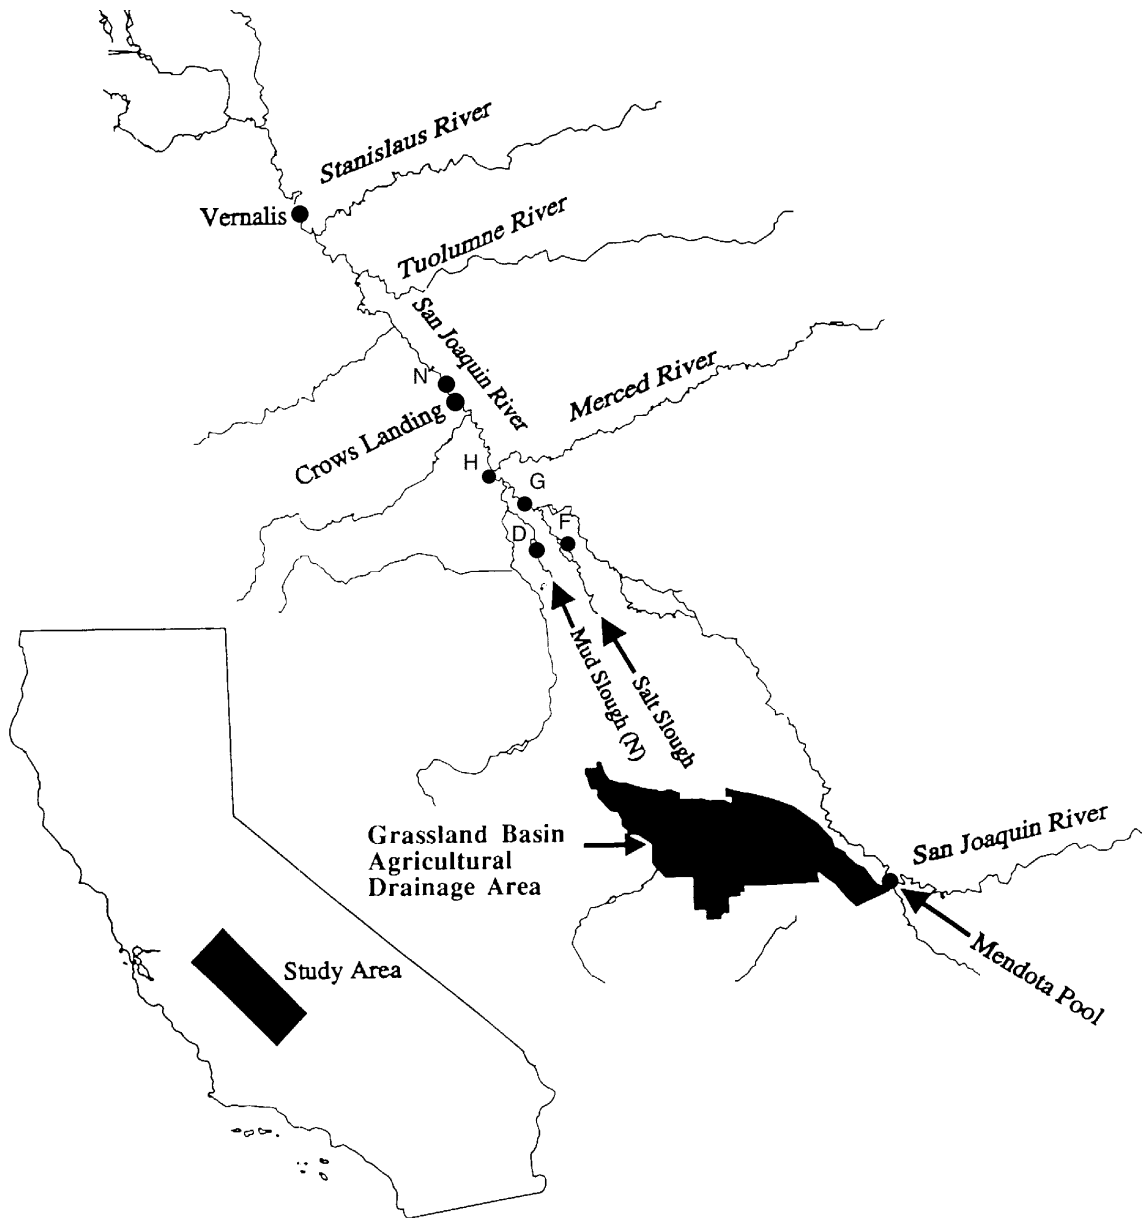 Stanislaus River
Vernalis
Tuolumne River
San Joaquin River
N
Merced River
Crows Landing
H
G
D
F
Mud Slough (N)
Salt Slough
Grassland Basin
Agricultural
Drainage Area
San Joaquin River
Mendota Pool
Study Area